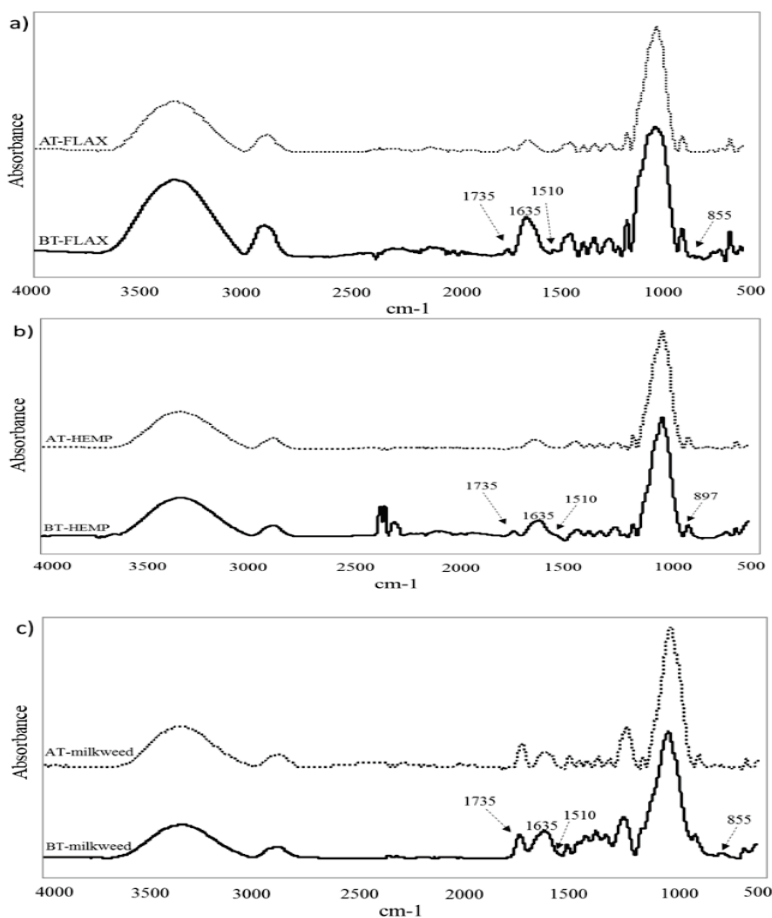 a)
Absorbance
AT-FLAX
BT-FLAX
1735
1635
1510
855
4000 3500 3000 2500 2000 1500 1000 500
cm-1
b)
Absorbance
AT-HEMP
BT-HEMP
1735
1635
1510
897
4000 3500 3000 2500 2000 1500 1000 500
cm-1
c)
Absorbance
AT-milkweed
BT-milkweed
1735
1635
1510
855
4000 3500 3000 2500 2000 1500 1000 500
cm-1